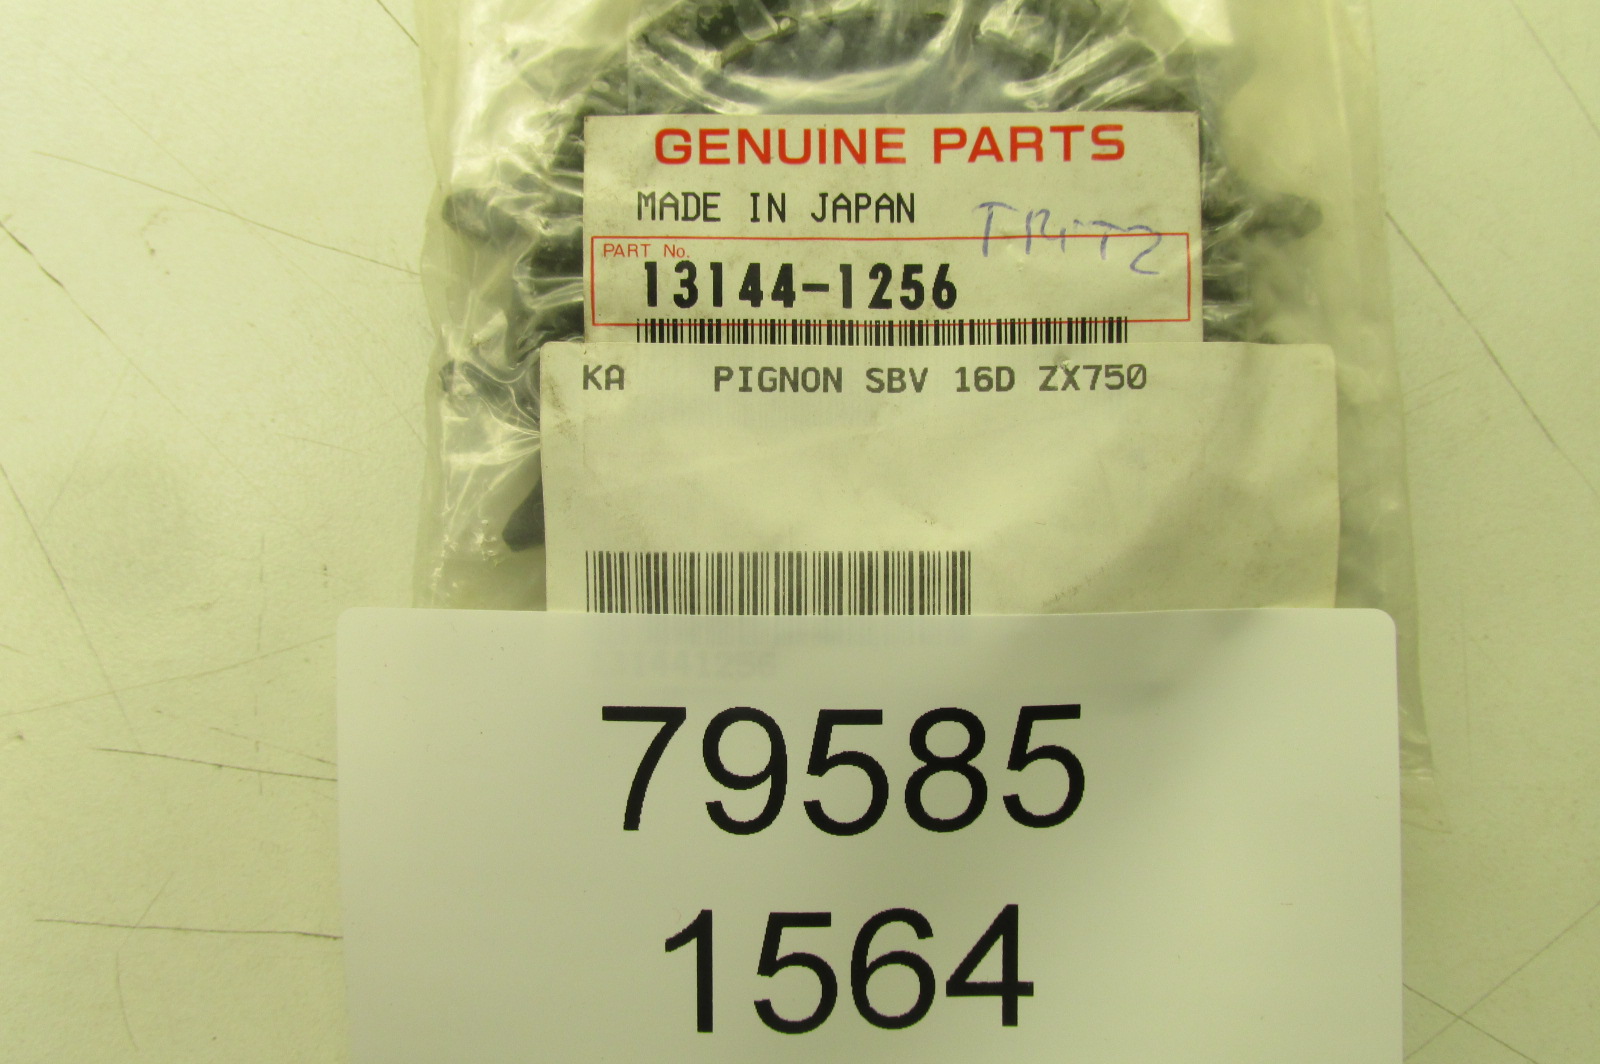 GENUINE PARTS
MADE IN JAPAN
PART No.
13144-1256
KA PIGNON SBV 16D ZX750
79585
1564